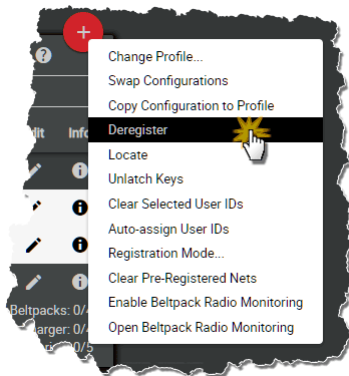 +
?
Change Profile...
Swap Configurations
Copy Configuration to Profile
dit Info
Deregister
Locate
Unlatch Keys
Clear Selected User IDs
Auto-assign User IDs
Registration Mode...
Clear Pre-Registered Nets
Beltpacks: 0/
Enable Beltpack Radio Monitoring
arger: 0/
Open Beltpack Radio Monitoring
0/5